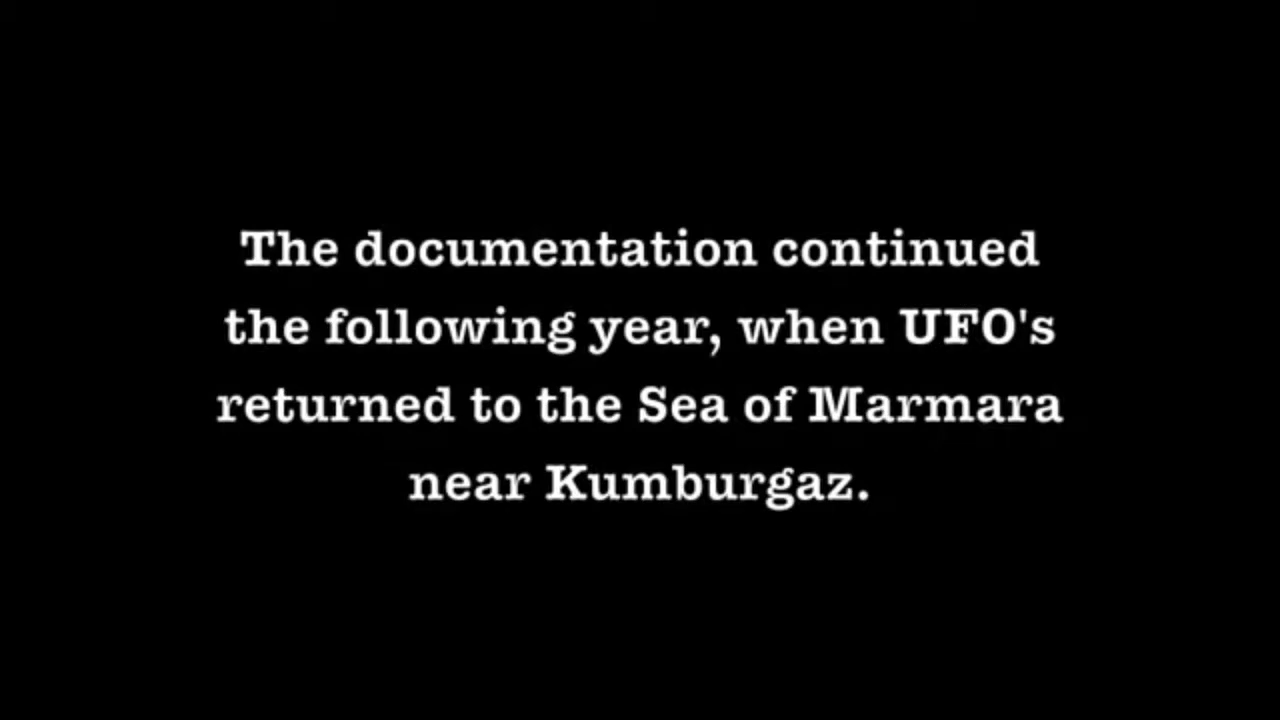 The documentation continued
the following year, when UFO's
returned to the Sea of Marmara
near Kumburgaz.